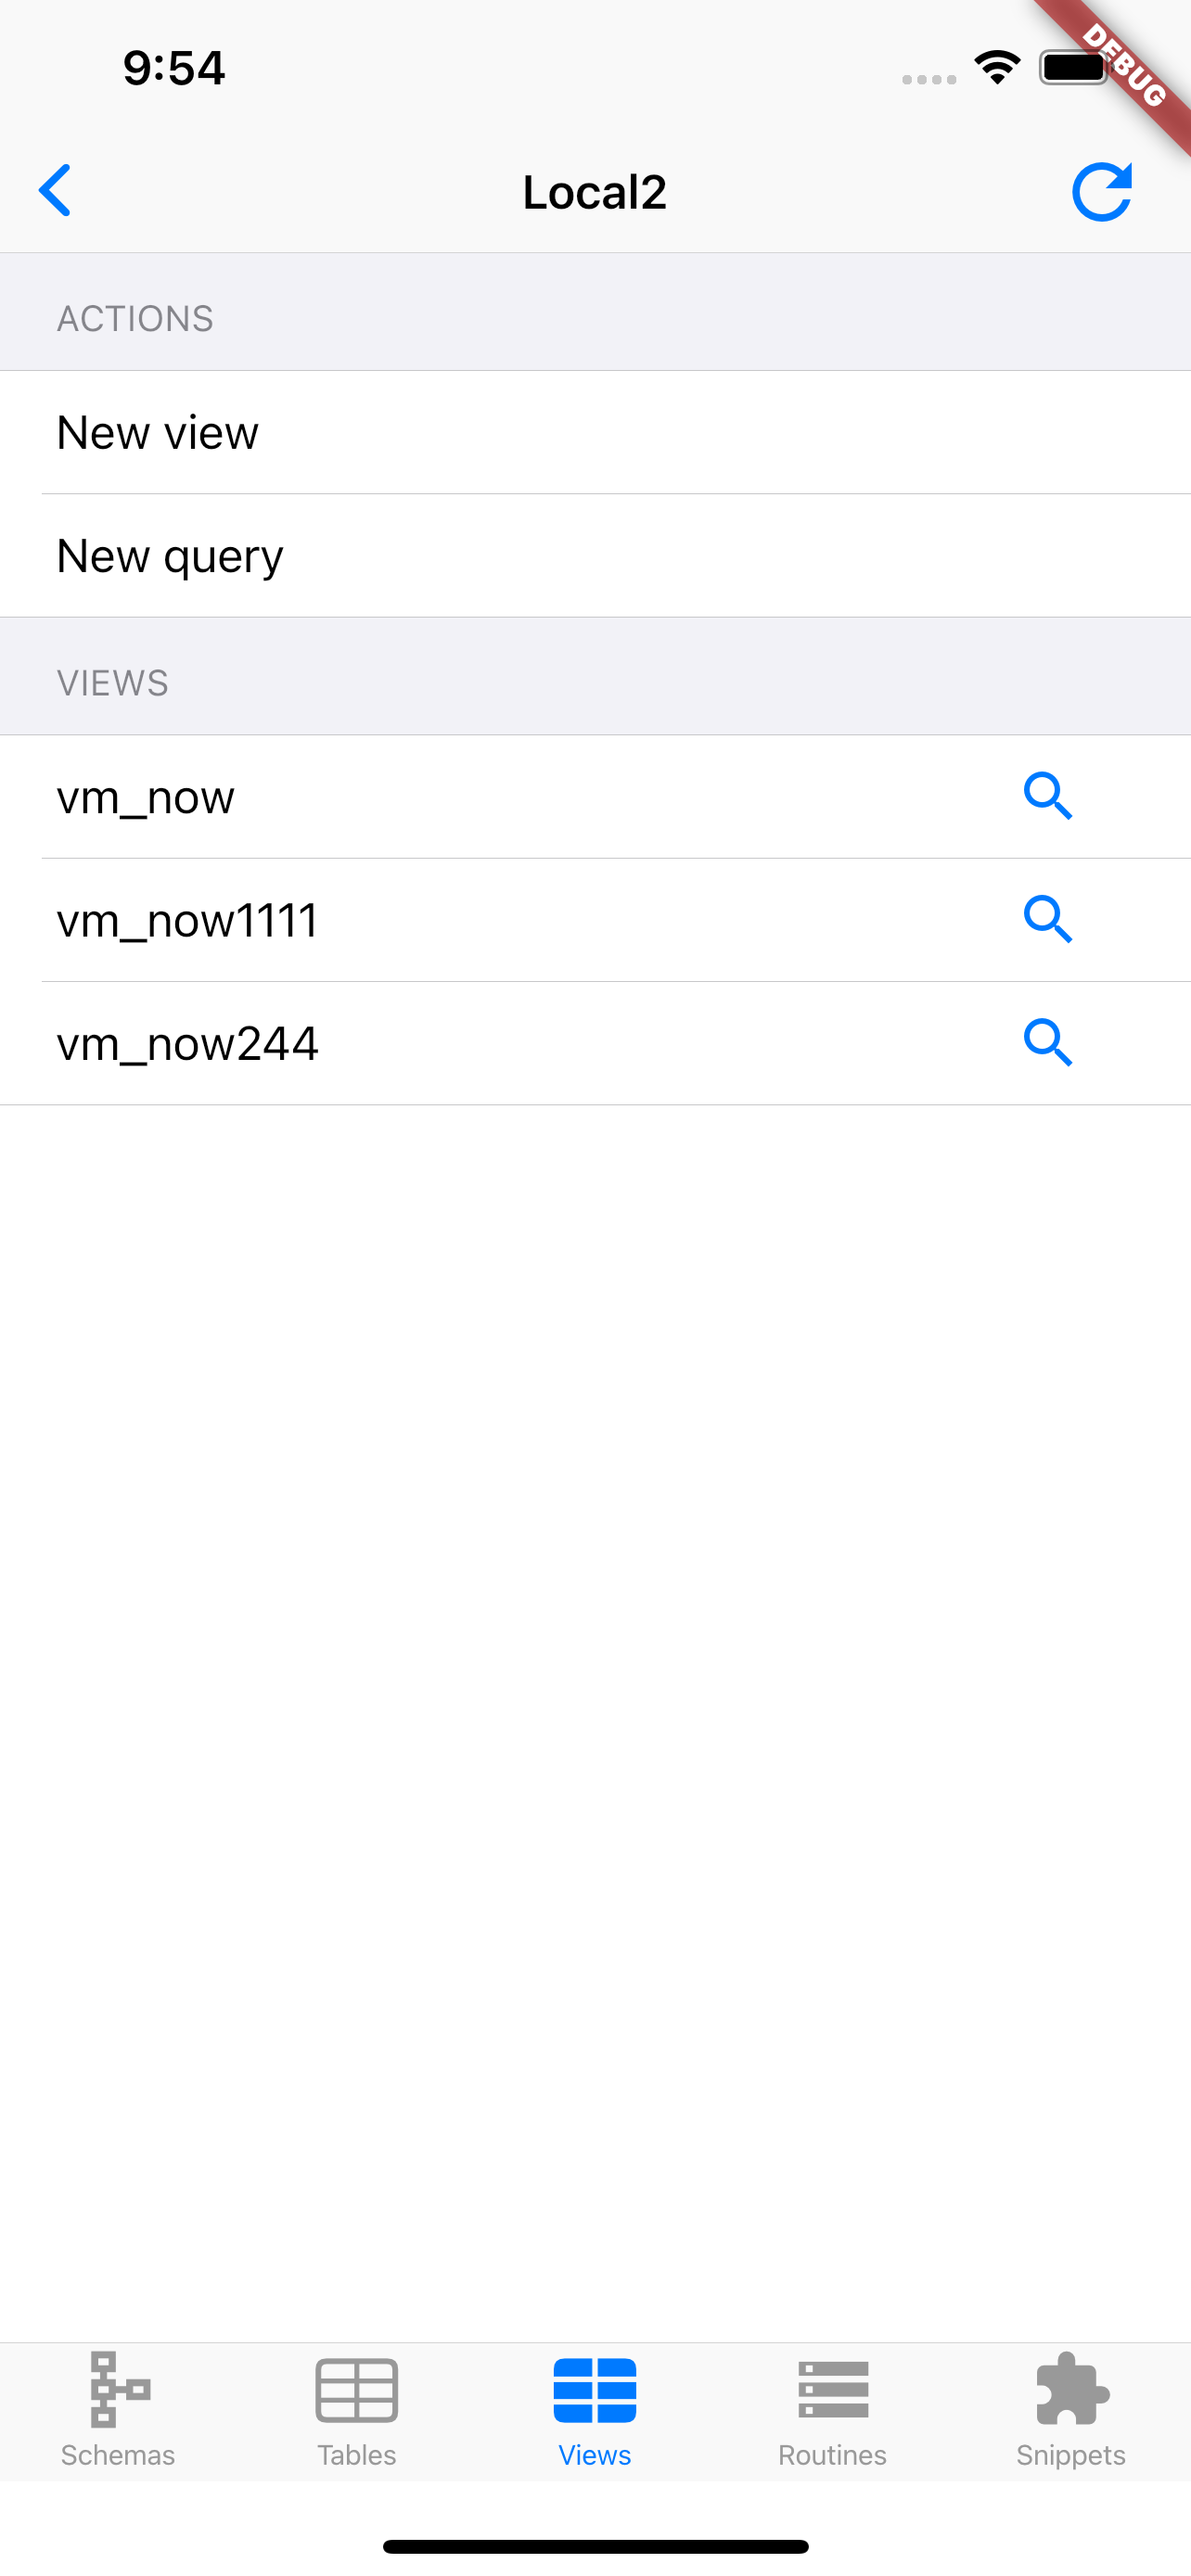 9:54
DEBUG
Local2
ACTIONS
New view
New query
VIEWS
vm_now
vm_now1111
vm_now244
Schemas
Tables
Views
Routines
Snippets